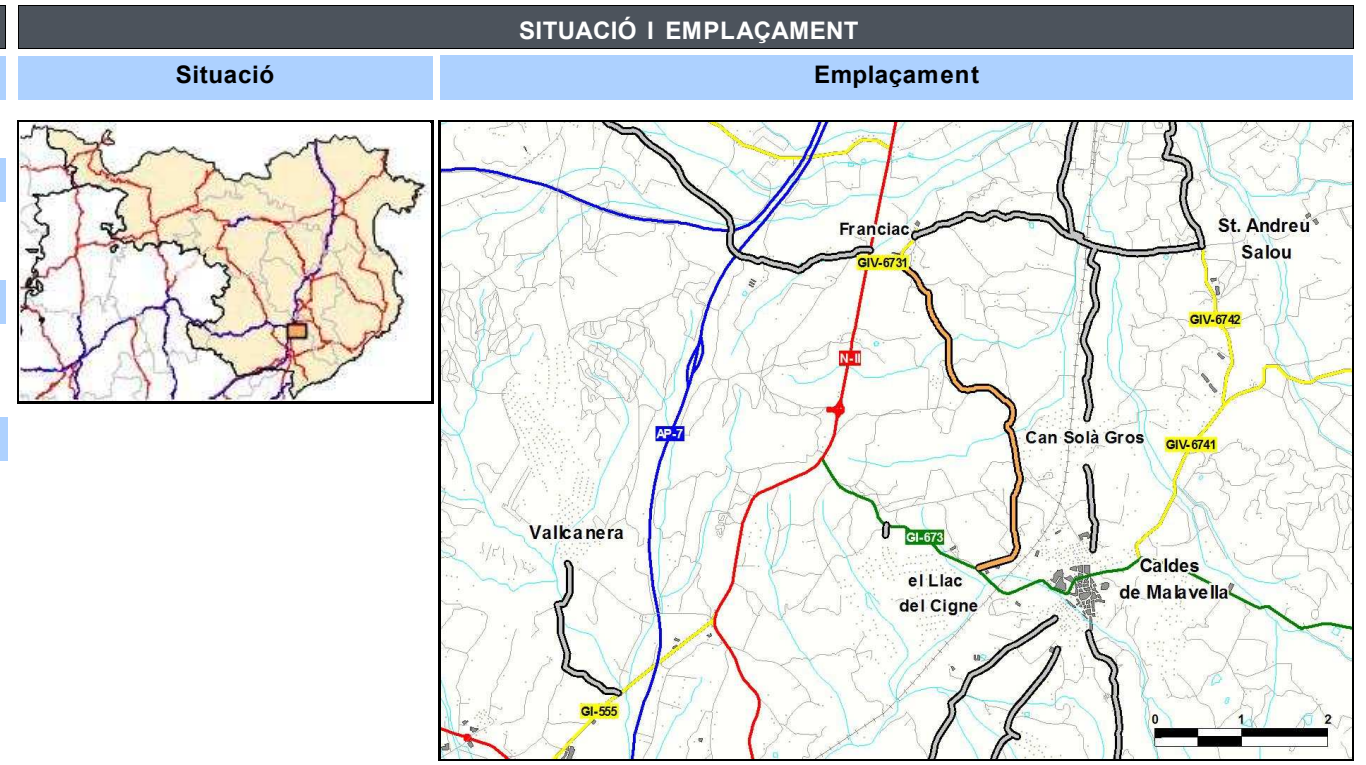 SITUACIÓ I EMPLAÇAMENT
Situació
Emplaçament
Franciac
GIV-6731
St. Andreu
Salou
GIV-6742
N-II
AP-7
Can Solà Gros
GIV-6741
Vallcanera
GI-673
el Llac
del Cigne
Caldes
de Malavella
GI-555
0 1 2